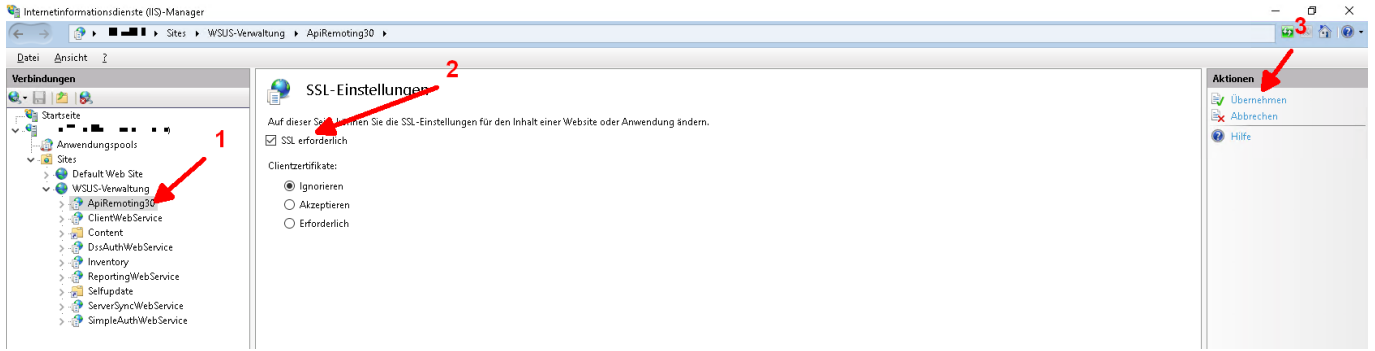 Internetinformationsdienste (IIS)-Manager
Sites WSUS-Verwaltung ApiRemoting30
3
Datei Ansicht ?
Verbindungen
Startseite
Anwendungspools
Sites
Default Web Site
WSUS-Verwaltung
ApiRemoting30
ClientWebService
Content
DssAuthWebService
Inventory
ReportingWebService
Selfupdate
ServerSyncWebService
SimpleAuthWebService
1
2
SSL-Einstellungen
Auf dieser Seite können Sie die SSL-Einstellungen für den Inhalt einer Website oder Anwendung ändern.
SSL erforderlich
Clientzertifikate:
Ignorieren
Akzeptieren
Erforderlich
Aktionen
Übernehmen
Abbrechen
Hilfe